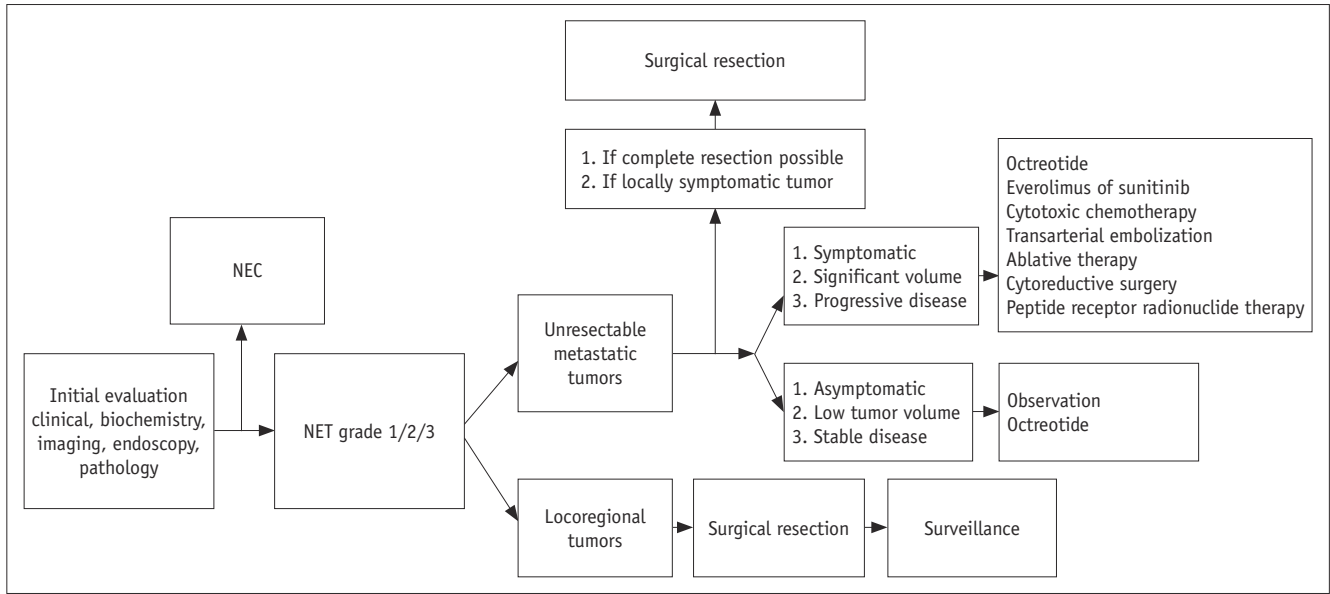 Surgical resection
1. If complete resection possible
2. If locally symptomatic tumor
Octreotide
Everolimus of sunitinib
Cytotoxic chemotherapy
Transarterial embolization
Ablative therapy
Cytoreductive surgery
Peptide receptor radionuclide therapy
NEC
1. Symptomatic
2. Significant volume
3. Progressive disease
Unresectable
metastatic
tumors
Initial evaluation
clinical, biochemistry,
imaging, endoscopy,
pathology
NET grade 1/2/3
1. Asymptomatic
2. Low tumor volume
3. Stable disease
Observation
Octreotide
Locoregional
tumors
Surgical resection
Surveillance